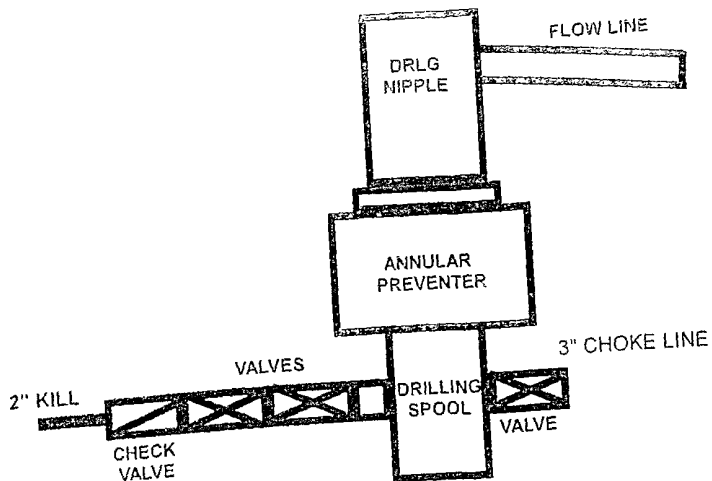 FLOW LINE
DRLG
NIPPLE
ANNULAR
PREVENTER
VALVES
3" CHOKE LINE
2" KILL
DRILLING
SPOOL
CHECK
VALVE
VALVE